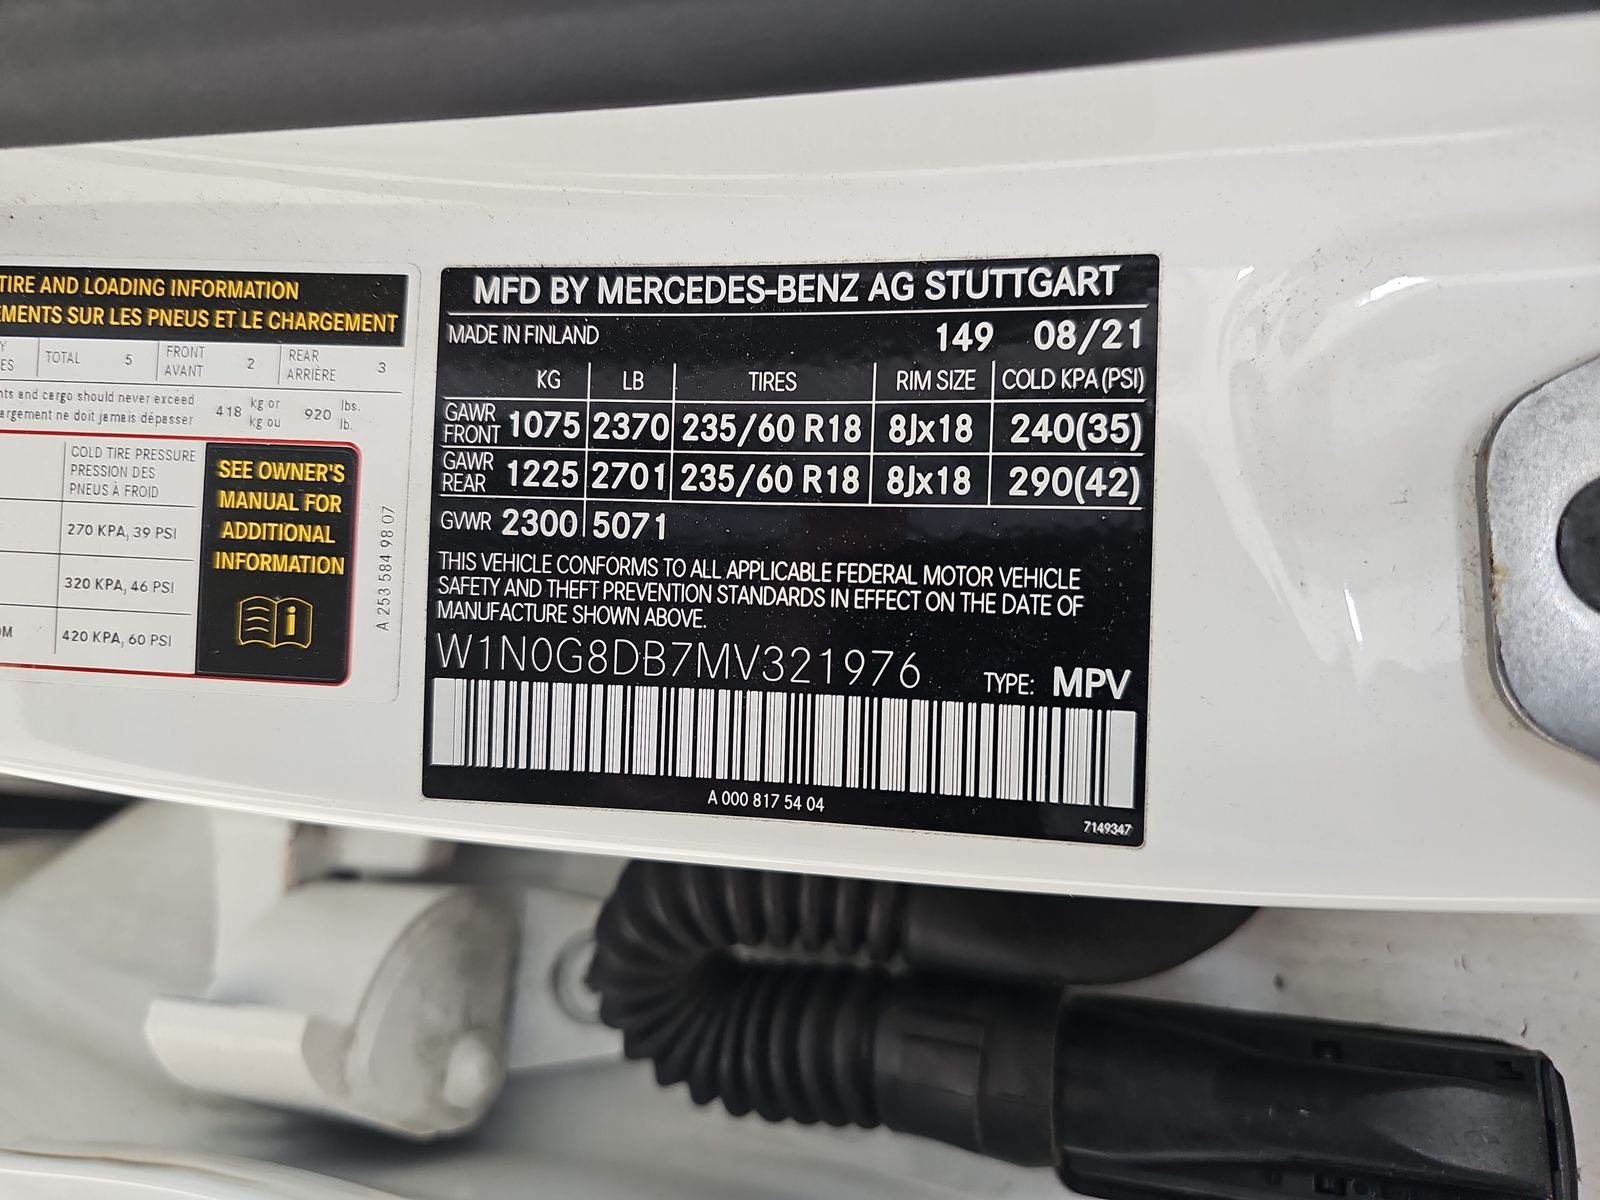 TIRE AND LOADING INFORMATION
SUR LES PNEUS ET LE CHARGEMENT
TOTAL 5 FRONT AVANT 2 REAR ARRIÈRE 3
and cargo should never exceed 418 kg or 920 lbs.
ne doit jamais dépasser kg ou lb.
COLD TIRE PRESSURE
PRESSION DES
PNEUS À FROID
270 KPA, 39 PSI
320 KPA, 46 PSI
420 KPA, 60 PSI
SEE OWNER'S
MANUAL FOR
ADDITIONAL
INFORMATION
A 253 584 98 07
MFD BY MERCEDES-BENZ AG STUTTGART
MADE IN FINLAND 149 08/21
KG LB TIRES RIM SIZE COLD KPA (PSI)
GAWR FRONT 1075 2370 235/60 R18 8Jx18 240(35)
GAWR REAR 1225 2701 235/60 R18 8Jx18 290(42)
GVWR 2300 5071
THIS VEHICLE CONFORMS TO ALL APPLICABLE FEDERAL MOTOR VEHICLE
SAFETY AND THEFT PREVENTION STANDARDS IN EFFECT ON THE DATE OF
MANUFACTURE SHOWN ABOVE.
W1N0G8DB7MV321976 TYPE: MPV
A 000 817 54 04
7149347